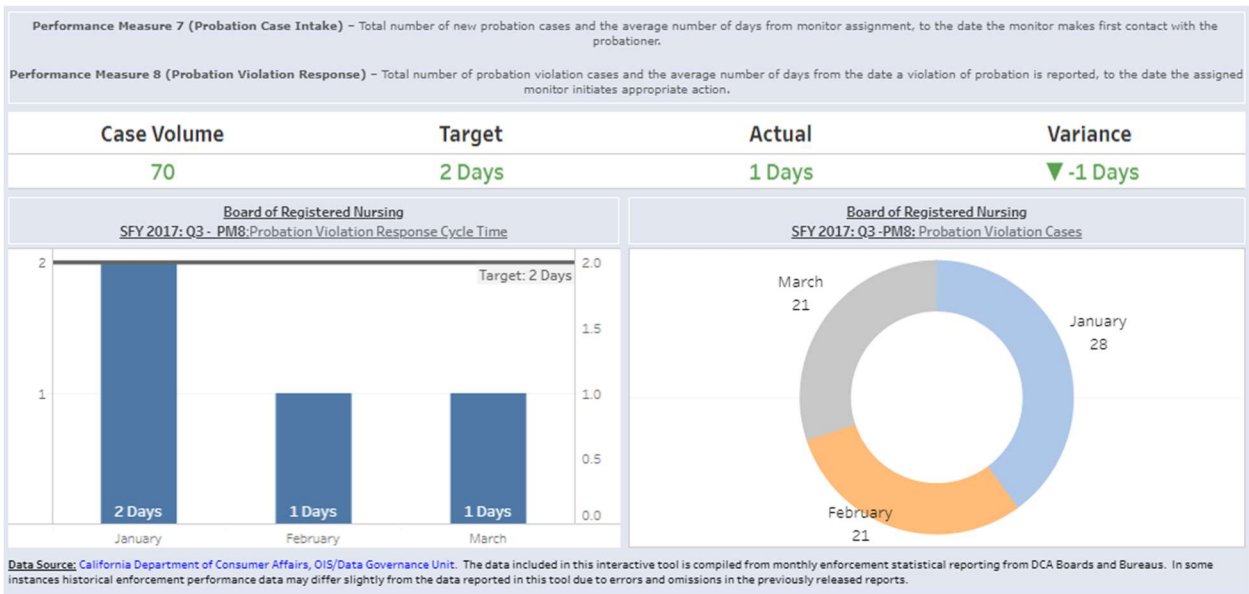 Performance Measure 7 (Probation Case Intake) – Total number of new probation cases and the average number of days from monitor assignment, to the date the monitor makes first contact with the
probationer.
Performance Measure 8 (Probation Violation Response) – Total number of probation violation cases and the average number of days from the date a violation of probation is reported, to the date the assigned
monitor initiates appropriate action.
Case Volume Target Actual Variance
70 2 Days 1 Days ▼ -1 Days
Board of Registered Nursing
SFY 2017: Q3 - PM8:Probation Violation Response Cycle Time
2
1
Target: 2 Days
2.0
1.5
1.0
0.5
0.0
2 Days 1 Days 1 Days
January February March
Board of Registered Nursing
SFY 2017: Q3 -PM8: Probation Violation Cases
March
21
January
28
February
21
Data Source: California Department of Consumer Affairs, OIS/Data Governance Unit. The data included in this interactive tool is compiled from monthly enforcement statistical reporting from DCA Boards and Bureaus. In some
instances historical enforcement performance data may differ slightly from the data reported in this tool due to errors and omissions in the previously released reports.